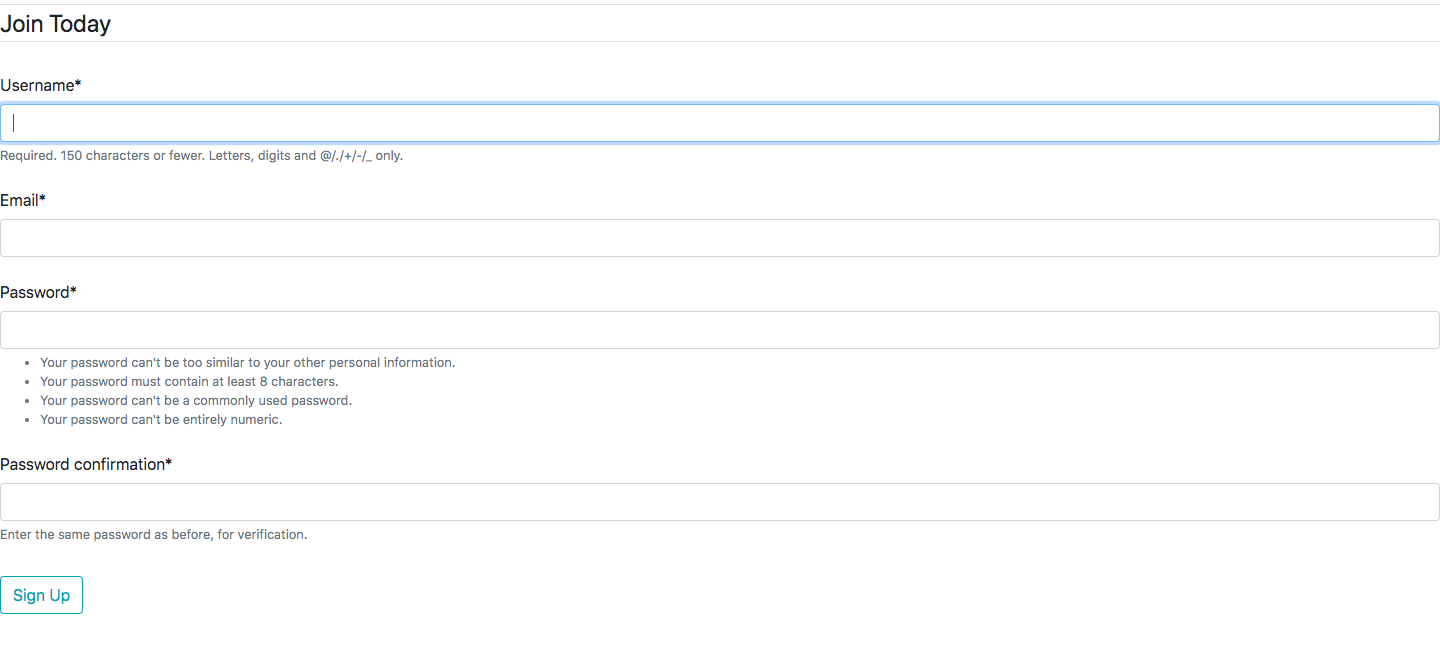 Join Today
Username*
Required. 150 characters or fewer. Letters, digits and @/./+/-/_ only.
Email*
Password*
• Your password can't be too similar to your other personal information.
• Your password must contain at least 8 characters.
• Your password can't be a commonly used password.
• Your password can't be entirely numeric.
Password confirmation*
Enter the same password as before, for verification.
Sign Up